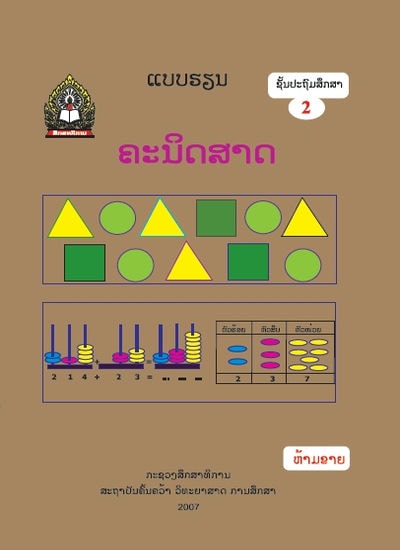 ແບບຮຽນ
ຊັ້ນປະຖົມສຶກສາ
2
ຄະນິດສາດ
2 1 4 + 2 3 = . . .
ຫົວຮ້ອຍ ຫົວສິບ ຫົວໜ່ວຍ
2 3 7
ຫ້າມຂາຍ
ກະຊວງສຶກສາທິການ
ສະຖາບັນຄົ້ນຄວ້າ ວິທະຍາສາດ ການສຶກສາ
2007